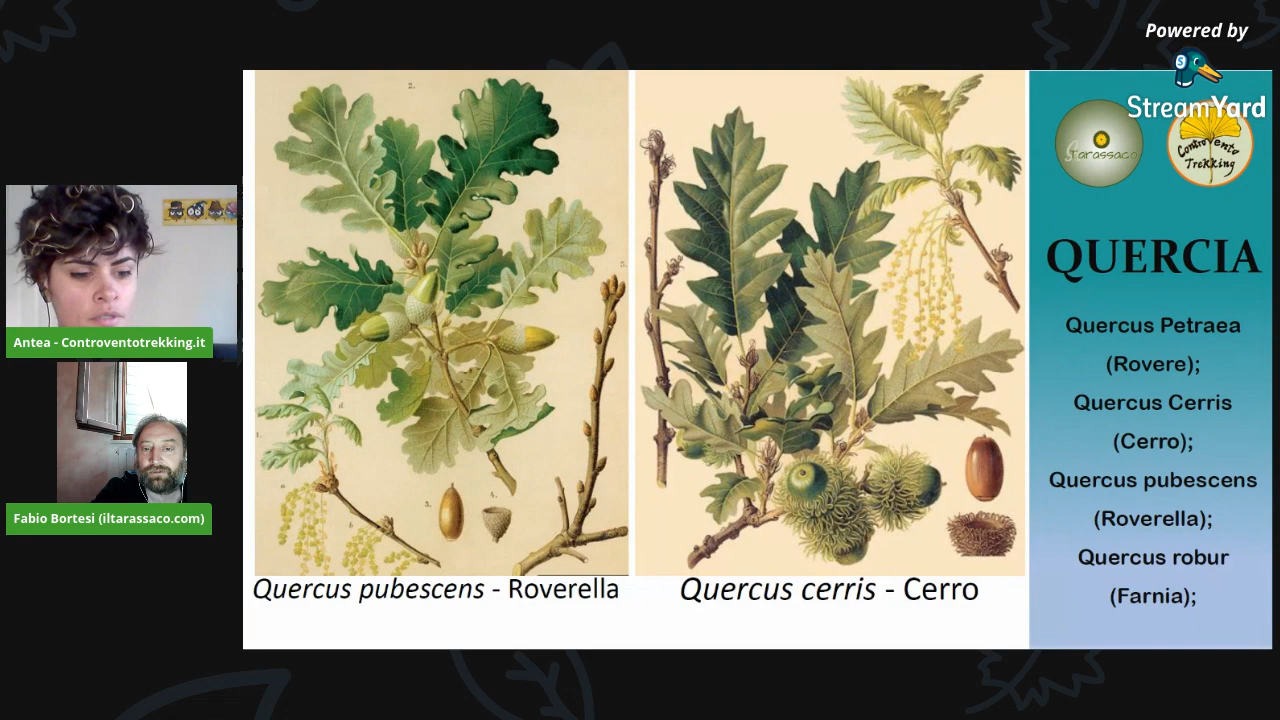 Powered by
StreamYard
Tarassaco
Controvento
Trekking
QUERCIA
Quercus Petraea
(Rovere);
Quercus Cerris
(Cerro);
Quercus pubescens
(Roverella);
Quercus robur
(Farnia);
Antea - Controventotrekking.it
Fabio Bortesi (iltarassaco.com)
Quercus pubescens - Roverella
Quercus cerris - Cerro